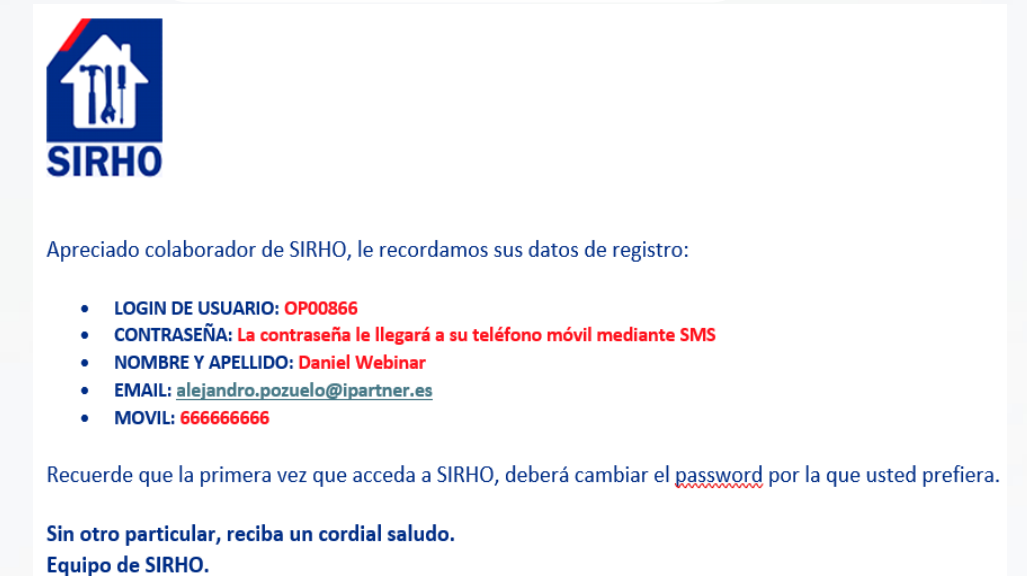 SIRHO
Apreciado colaborador de SIRHO, le recordamos sus datos de registro:
• LOGIN DE USUARIO: OP00866
• CONTRASEÑA: La contraseña le llegará a su teléfono móvil mediante SMS
• NOMBRE Y APELLIDO: Daniel Webinar
• EMAIL: alejandro.pozuelo@ipartner.es
• MOVIL: 666666666
Recuerde que la primera vez que acceda a SIRHO, deberá cambiar el password por la que usted prefiera.
Sin otro particular, reciba un cordial saludo.
Equipo de SIRHO.